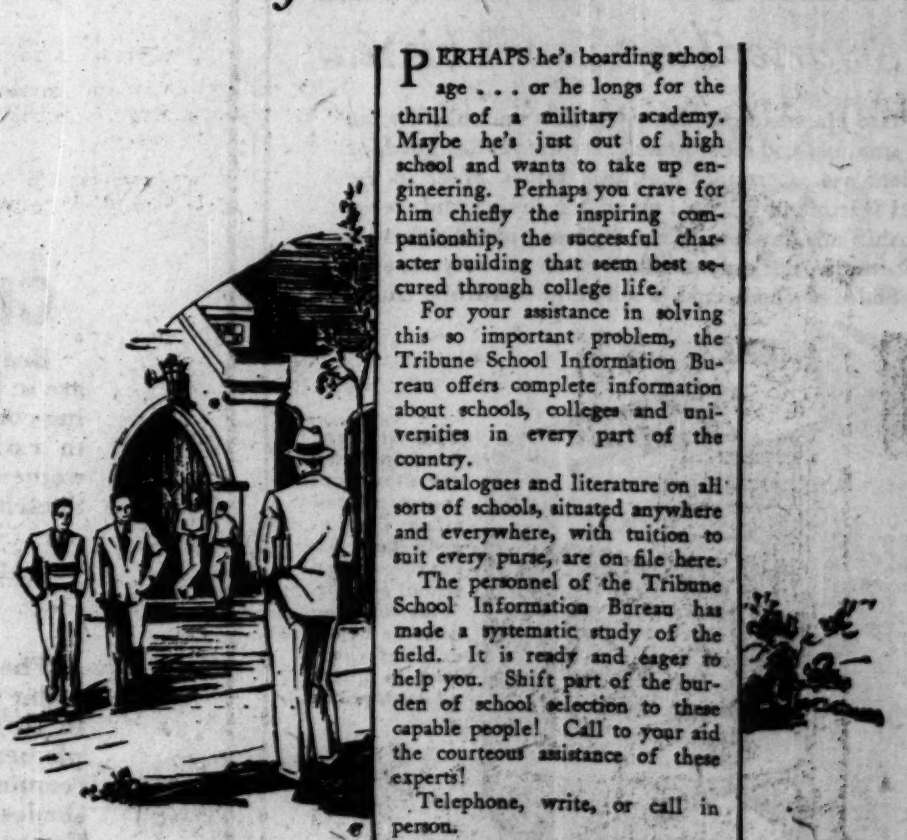 PERHAPS he's boarding school
age . . . or he longs for the
thrill of a military academy.
Maybe he's just out of high
school and wants to take up en-
gineering. Perhaps you crave for
him chiefly the inspiring com-
panionship, the successful char-
acter building that seem best se-
cured through college life.
For your assistance in solving
this so important problem, the
Tribune School Information Bu-
reau offers complete information
about schools, colleges and uni-
versities in every part of the
country.
Catalogues and literature on all
sorts of schools, situated anywhere
and everywhere, with tuition to
suit every purse, are on file here.
The personnel of the Tribune
School Information Bureau has
made a systematic study of the
field. It is ready and eager to
help you. Shift part of the bur-
den of school selection to these
capable people! Call to your aid
the courteous assistance of these
experts!
Telephone, write, or call in
person.